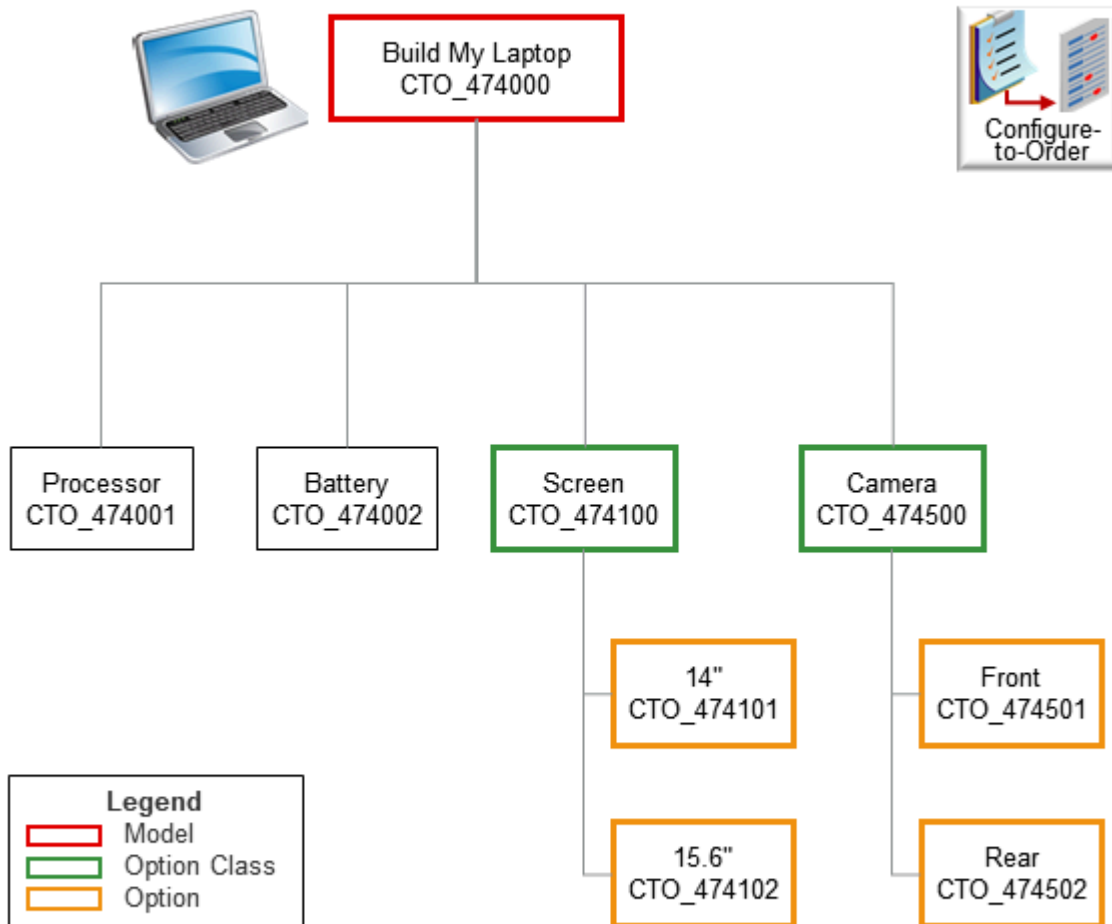 Build My Laptop
CTO_474000
Configure-
to-Order
Processor
CTO_474001
Battery
CTO_474002
Screen
CTO_474100
Camera
CTO_474500
14"
CTO_474101
Front
CTO_474501
15.6"
CTO_474102
Rear
CTO_474502
Legend
Model
Option Class
Option